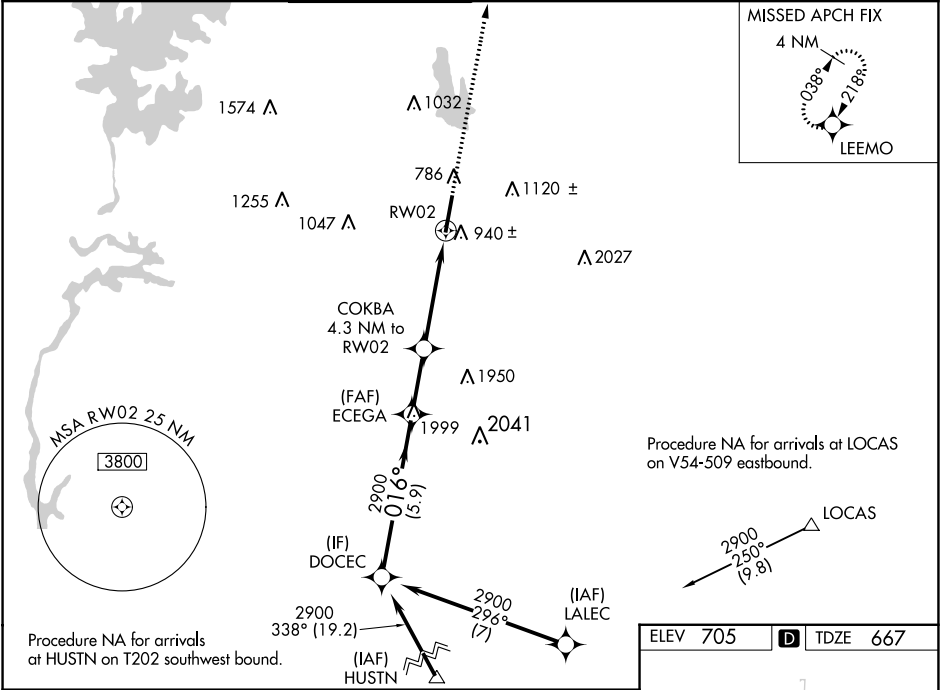 MISSED APCH FIX
4 NM
038°
218°
LEEMO
1574
1032
786
1120 ±
1255
1047
RW02
940 ±
2027
COKBA
4.3 NM to
RW02
1950
(FAF)
ECEGA
1999
2041
MSA RW02 25 NM
3800
Procedure NA for arrivals at LOCAS
on V54-509 eastbound.
2900
016°
(5.9)
LOCAS
2900
250°
(9.8)
(IF)
DOCEC
2900
296°
(7)
(IAF)
LALEC
2900
338° (19.2)
(IAF)
HUSTN
Procedure NA for arrivals
at HUSTN on T202 southwest bound.
ELEV 705 D TDZE 667